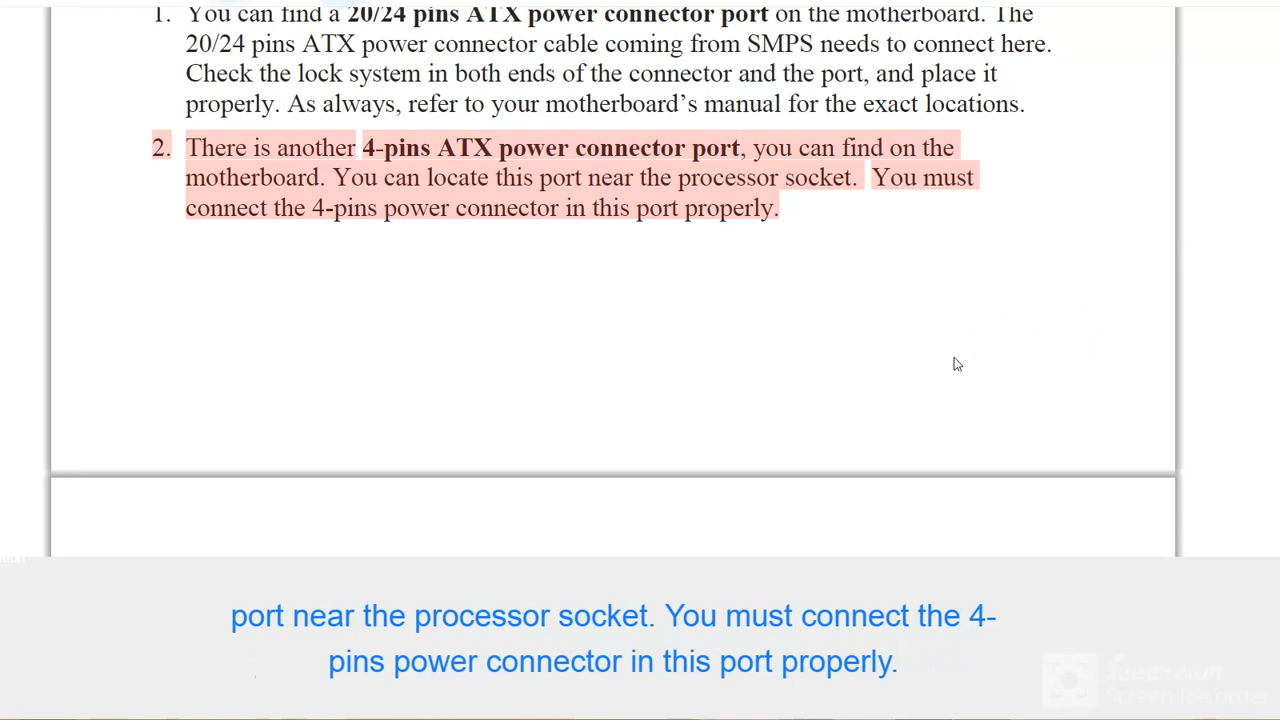 1. You can find a 20/24 pins ATX power connector port on the motherboard. The
20/24 pins ATX power connector cable coming from SMPS needs to connect here.
Check the lock system in both ends of the connector and the port, and place it
properly. As always, refer to your motherboard’s manual for the exact locations.
2. There is another 4-pins ATX power connector port, you can find on the
motherboard. You can locate this port near the processor socket. You must
connect the 4-pins power connector in this port properly.
port near the processor socket. You must connect the 4-
pins power connector in this port properly.
Icecream
Screen Recorder